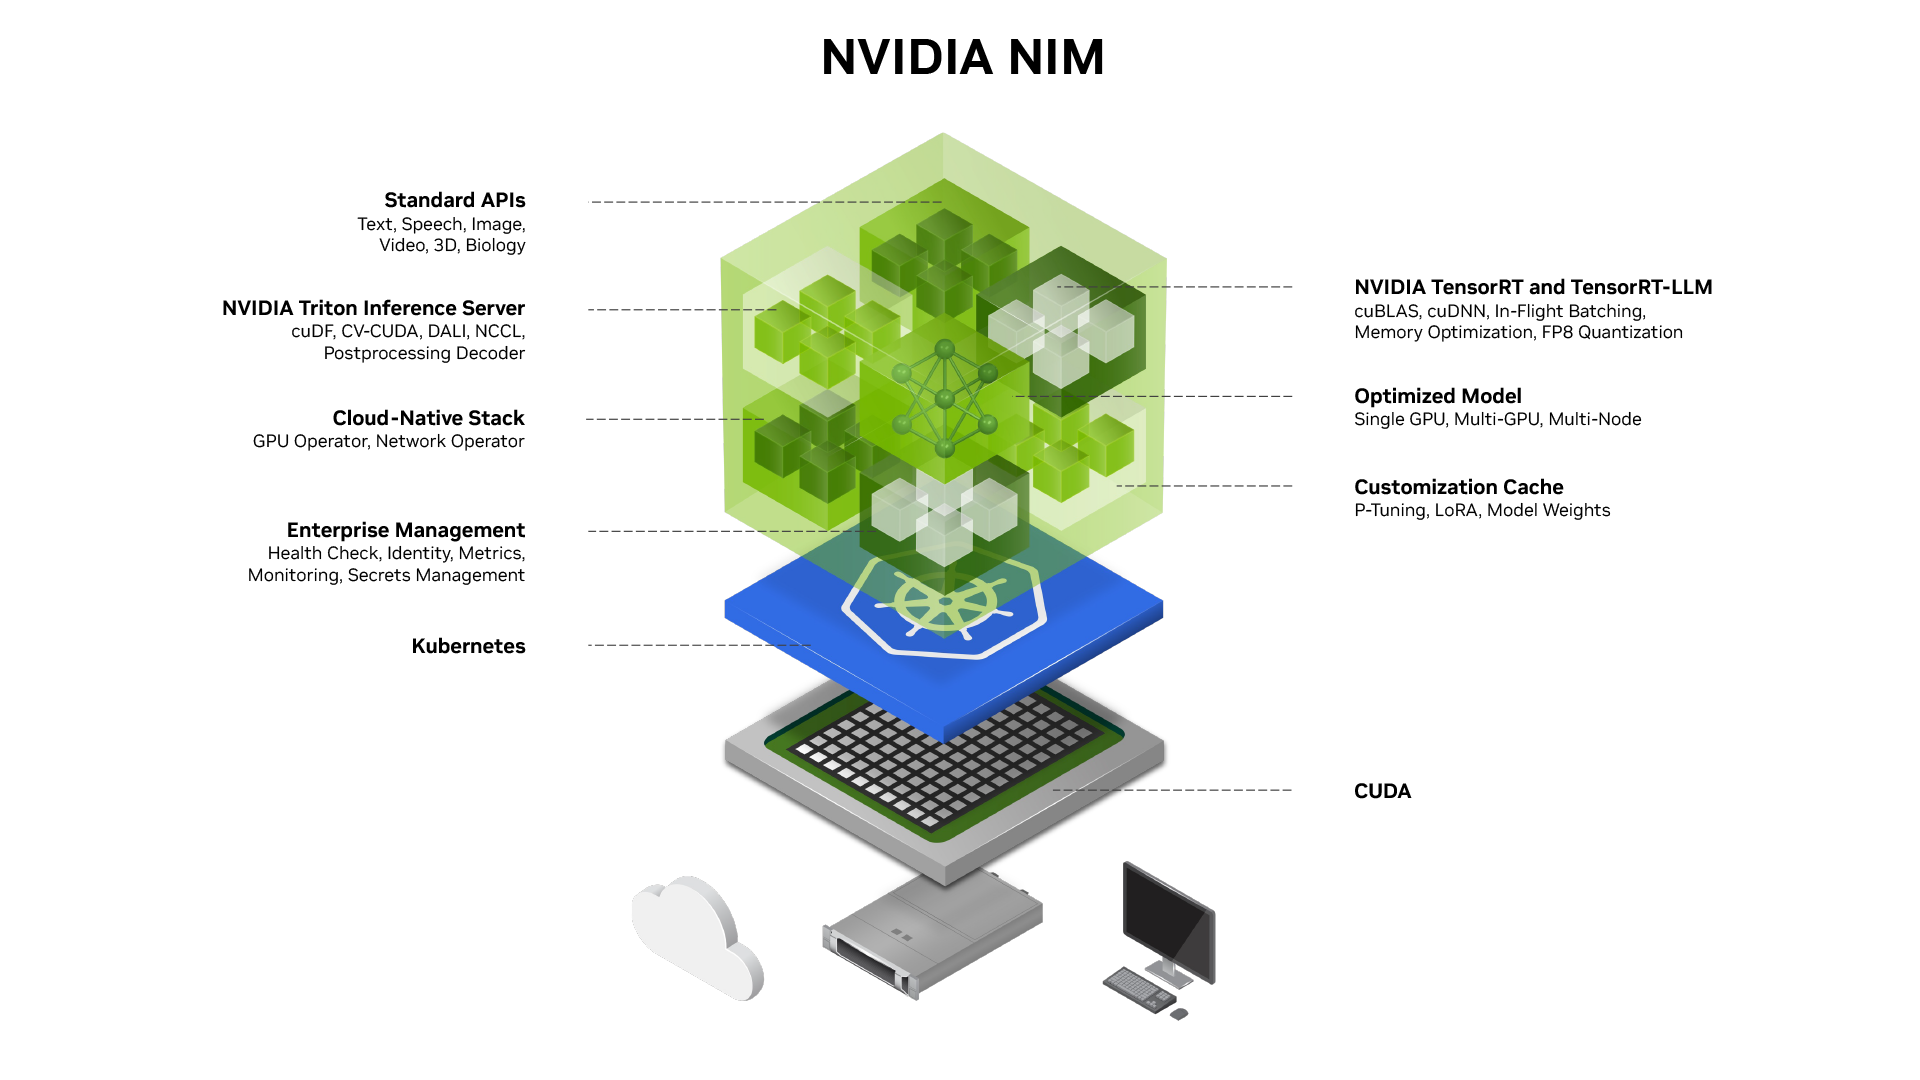 NVIDIA NIM
Standard APIs
Text, Speech, Image,
Video, 3D, Biology
NVIDIA Triton Inference Server
cuDF, CV-CUDA, DALI, NCCL,
Postprocessing Decoder
Cloud-Native Stack
GPU Operator, Network Operator
Enterprise Management
Health Check, Identity, Metrics,
Monitoring, Secrets Management
Kubernetes
NVIDIA TensorRT and TensorRT-LLM
cuBLAS, cuDNN, In-Flight Batching,
Memory Optimization, FP8 Quantization
Optimized Model
Single GPU, Multi-GPU, Multi-Node
Customization Cache
P-Tuning, LoRA, Model Weights
CUDA